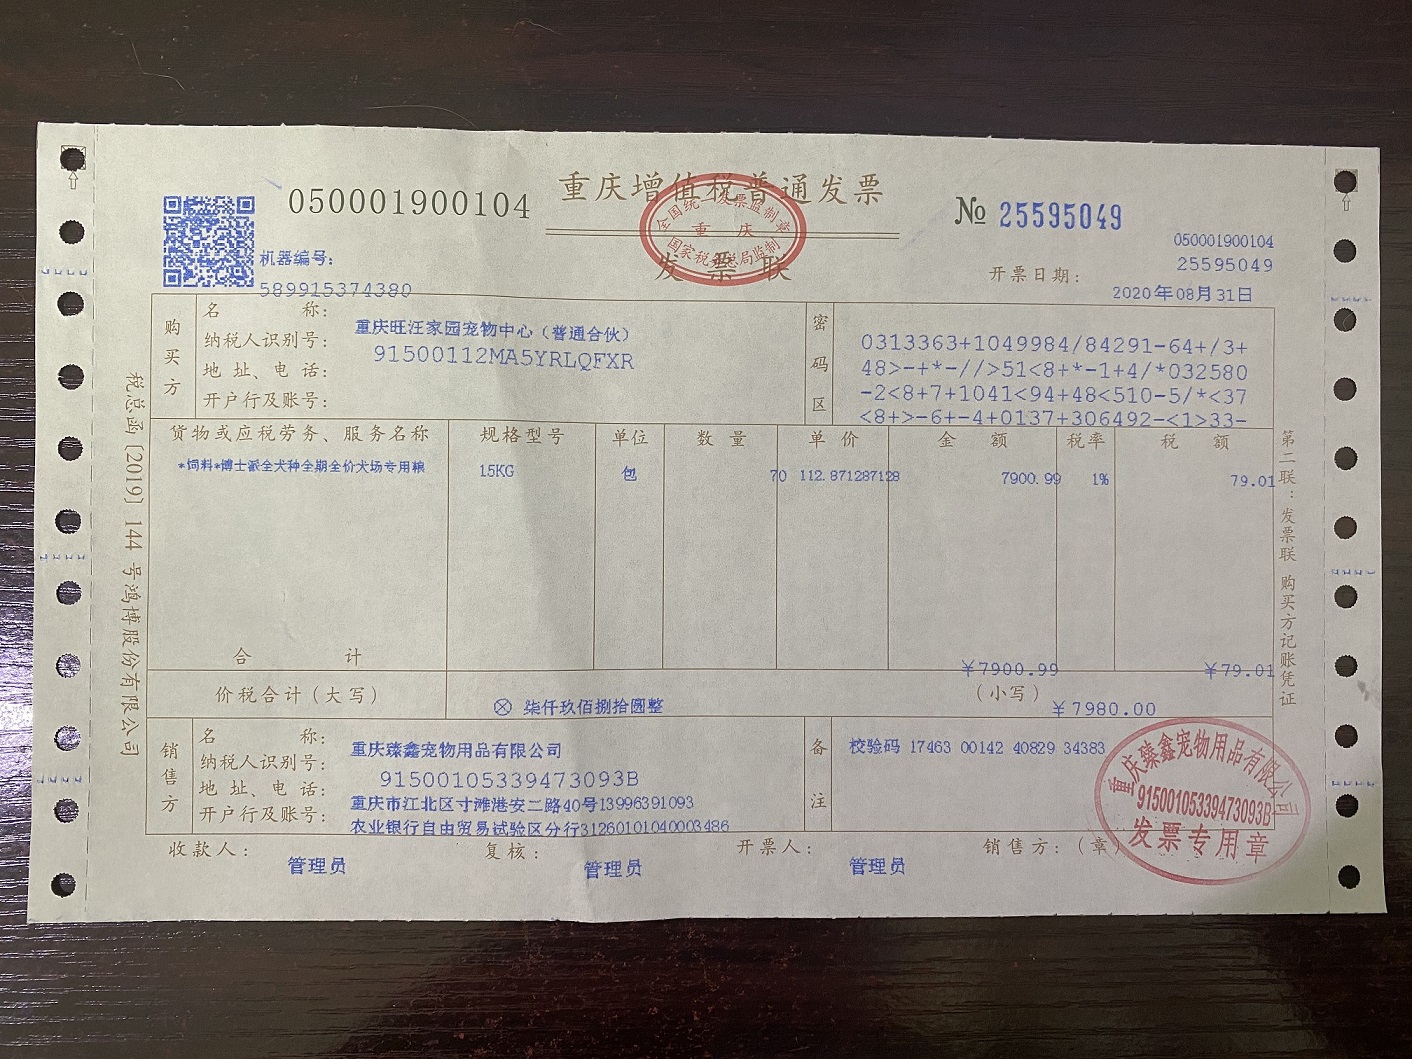 重庆增值税普通发票
发票联
全国统一发票监制章
重庆
国家税务总局监制
050001900104
№ 25595049
050001900104
25595049
机器编号:
589915374380
开票日期:
2020年08月31日
购买方
名称:
重庆旺汪家园宠物中心（普通合伙）
纳税人识别号:
91500112MA5YRLQFXR
地址、电话:
开户行及账号:
密码区
0313363+1049984/84291-64+/3+
48>-+*-//>51<8+*-1+4/*032580
-2<8+7+1041<94+48<510-5/*<37
<8+>-6+-4+0137+306492-<1>33-
货物或应税劳务、服务名称 规格型号 单位 数量 单价 金额 税率 税额
*饲料*博士派全犬种全期全价犬场专用粮 15KG 包 70 112.871287128 7900.99 1% 79.01
合计 ￥7900.99 ￥79.01
价税合计(大写) ⊗ 柒仟玖佰捌拾圆整 (小写) ￥7980.00
销售方
名称:
重庆臻鑫宠物用品有限公司
纳税人识别号:
91500105339473093B
地址、电话:
重庆市江北区寸滩港安二路40号13996391093
开户行及账号:
农业银行自由贸易试验区分行31260101040003486
备注
校验码 17463 00142 40829 34383
收款人: 管理员 复核: 管理员 开票人: 管理员 销售方:(章)
重庆臻鑫宠物用品有限公司
91500105339473093B
发票专用章
税总函〔2019〕144号鸿博股份有限公司
第二联:发票联 购买方记账凭证